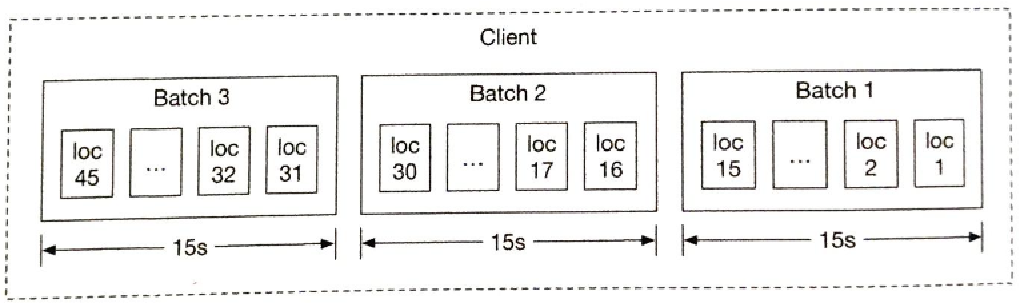 Client
Batch 3
Batch 2
Batch 1
loc
45
...
loc
32
loc
31
loc
30
...
loc
17
loc
16
loc
15
...
loc
2
loc
1
15s
15s
15s